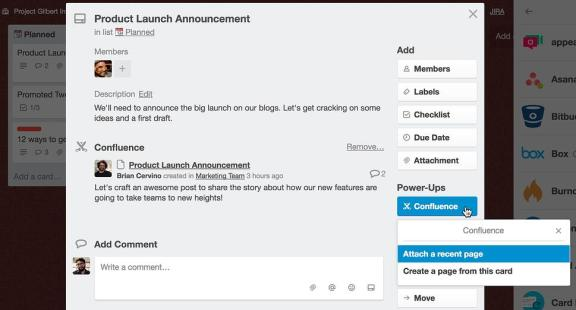 Project Gilbert In
Product Launch Announcement
in list Planned
JIRA
Planned
Members
Add
Product Laun
2
Members
Description Edit
Promoted Twe
1/3
We'll need to announce the big launch on our blogs. Let's get cracking on some
ideas and a first draft.
Labels
Checklist
12 ways to ge
3
Confluence
Remove...
Due Date
Add a card...
Product Launch Announcement
Brian Cervino created in Marketing Team 3 hours ago
2
Attachment
Let's craft an awesome post to share the story about how our new features are
going to take teams to new heights!
Power-Ups
Confluence
Add Comment
Confluence
Write a comment...
Attach a recent page
Create a page from this card
Move
Add
appea
Asana
Bitbu
box
Box
Burnd
Card